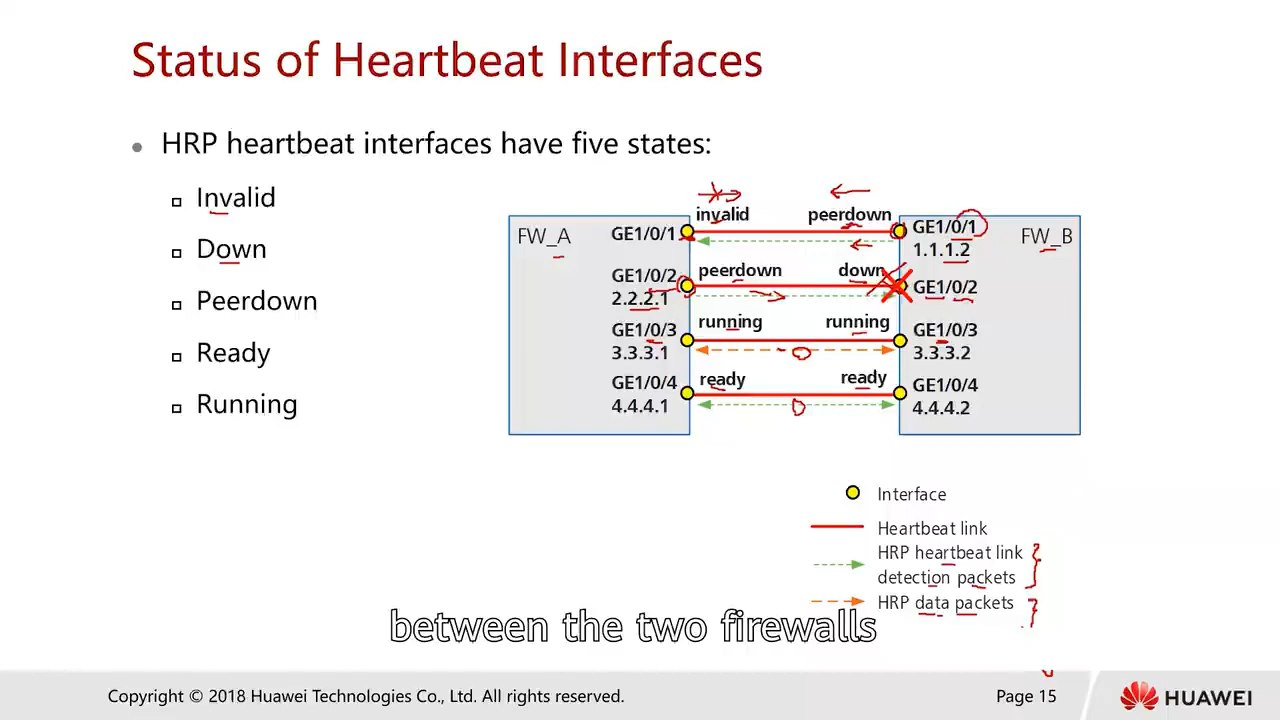 Status of Heartbeat Interfaces
HRP heartbeat interfaces have five states:
Invalid
Down
Peerdown
Ready
Running
FW_A
FW_B
GE1/0/1
invalid
peerdown
GE1/0/1
1.1.1.2
GE1/0/2
2.2.2.1
peerdown
down
GE1/0/2
GE1/0/3
3.3.3.1
running
running
GE1/0/3
3.3.3.2
GE1/0/4
4.4.4.1
ready
ready
GE1/0/4
4.4.4.2
Interface
Heartbeat link
HRP heartbeat link
detection packets
HRP data packets
between the two firewalls
Copyright © 2018 Huawei Technologies Co., Ltd. All rights reserved.
Page 15
HUAWEI